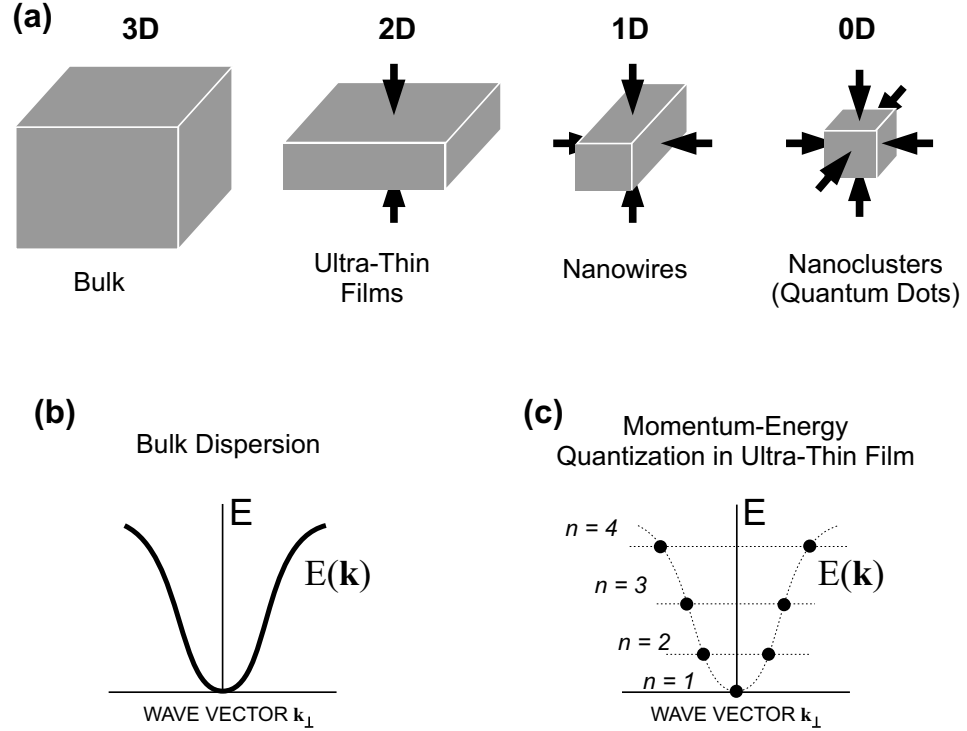 (a)
3D
2D
1D
0D
Bulk
Ultra-Thin
Films
Nanowires
Nanoclusters
(Quantum Dots)
(b)
Bulk Dispersion
E
E(k)
WAVE VECTOR k⊥
(c)
Momentum-Energy
Quantization in Ultra-Thin Film
E
n = 4
E(k)
n = 3
n = 2
n = 1
WAVE VECTOR k⊥